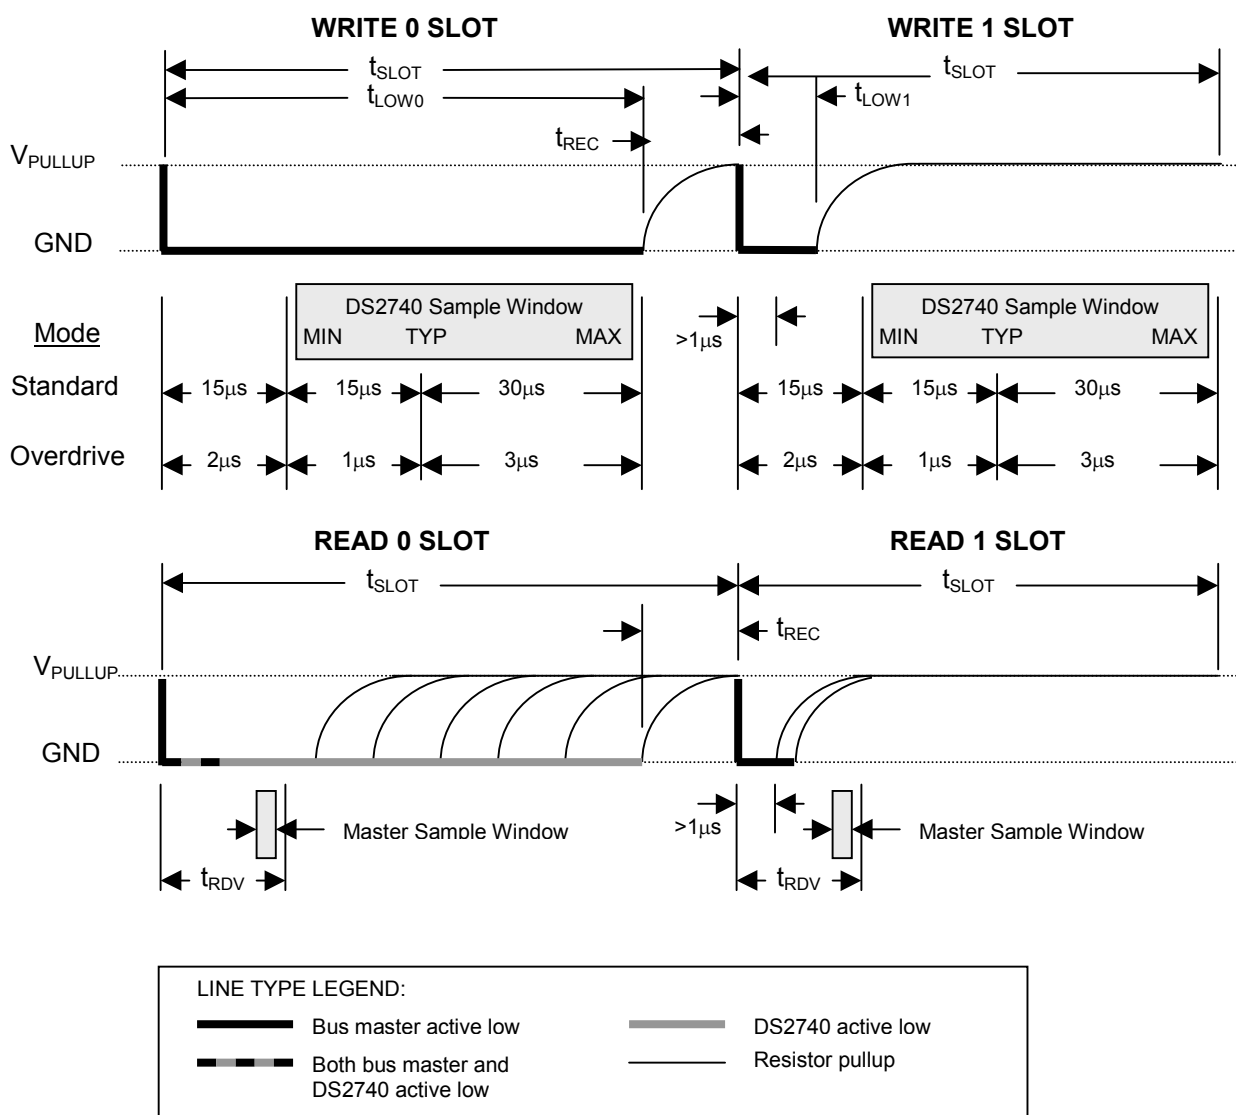 WRITE 0 SLOT WRITE 1 SLOT
tSLOT tSLOT
tLOW0 tLOW1
tREC
VPULLUP
GND
DS2740 Sample Window DS2740 Sample Window
Mode MIN TYP MAX >1μs MIN TYP MAX
Standard 15μs 15μs 30μs 15μs 15μs 30μs
Overdrive 2μs 1μs 3μs 2μs 1μs 3μs
READ 0 SLOT READ 1 SLOT
tSLOT tSLOT
tREC
VPULLUP
GND
>1μs
Master Sample Window Master Sample Window
tRDV tRDV
LINE TYPE LEGEND:
Bus master active low DS2740 active low
Both bus master and Resistor pullup
DS2740 active low